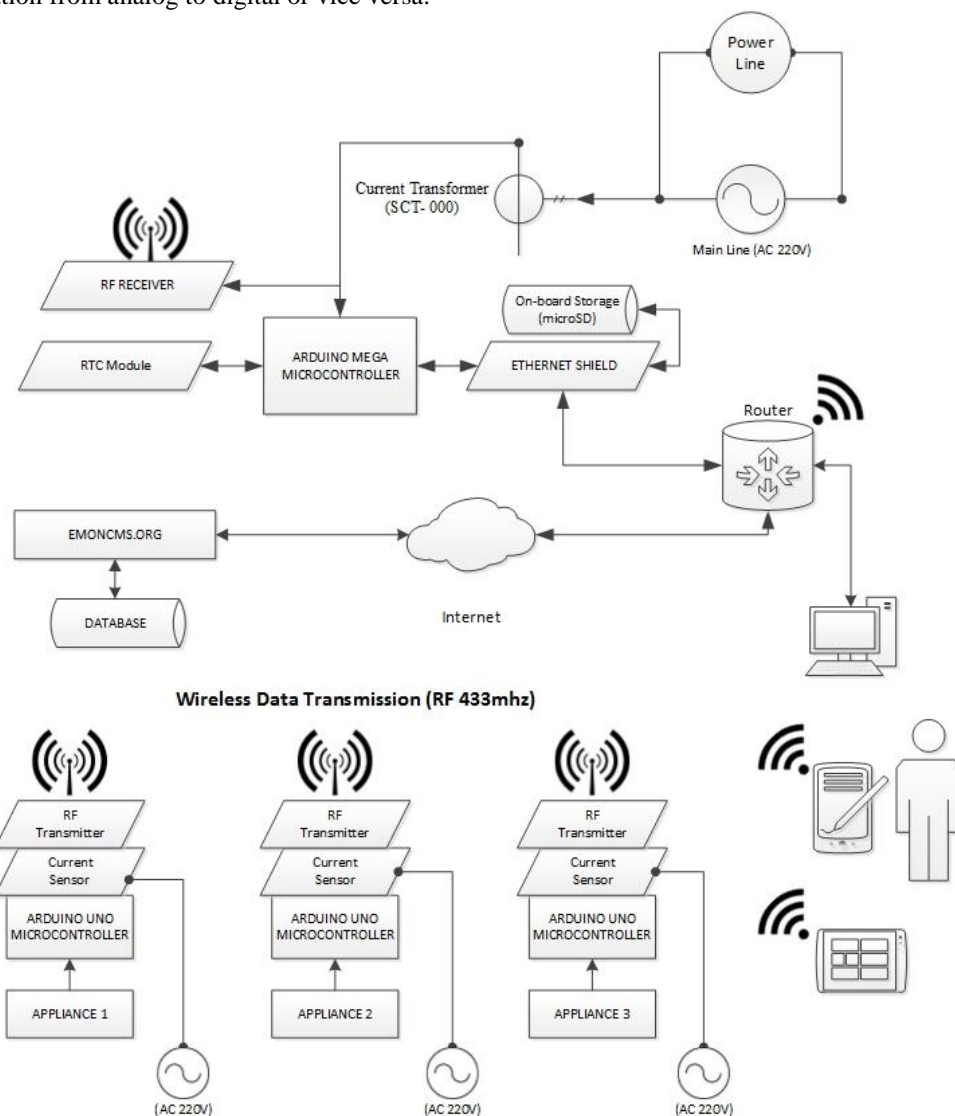 to digital or vice versa.
Power
Line
Current Transformer
(SCT- 000)
Main Line (AC 220V)
RF RECEIVER
On-board Storage
(microSD)
RTC Module
ARDUINO MEGA
MICROCONTROLLER
ETHERNET SHIELD
Router
EMONCMS.ORG
DATABASE
Internet
Wireless Data Transmission (RF 433mhz)
RF
Transmitter
Current
Sensor
ARDUINO UNO
MICROCONTROLLER
APPLIANCE 1
(AC 220V)
RF
Transmitter
Current
Sensor
ARDUINO UNO
MICROCONTROLLER
APPLIANCE 2
(AC 220V)
RF
Transmitter
Current
Sensor
ARDUINO UNO
MICROCONTROLLER
APPLIANCE 3
(AC 220V)